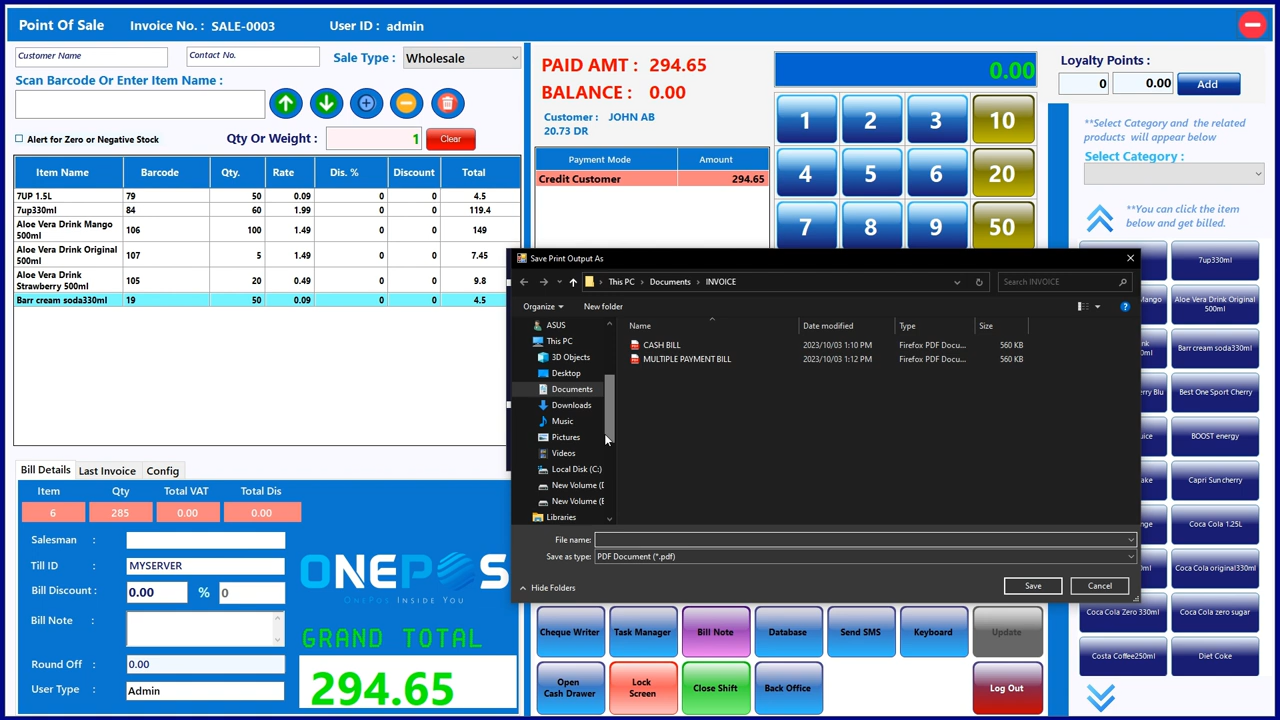 Point Of Sale
Invoice No. : SALE-0003
User ID : admin
Customer Name
Contact No.
Sale Type : Wholesale
Scan Barcode Or Enter Item Name :
Alert for Zero or Negative Stock
Qty Or Weight : 1
Clear
Item Name Barcode Qty. Rate Dis. % Discount Total
7UP 1.5L 79 50 0.09 0 0 4.5
7up330ml 84 60 1.99 0 0 119.4
Aloe Vera Drink Mango
500ml 106 100 1.49 0 0 149
Aloe Vera Drink Original
500ml 107 5 1.49 0 0 7.45
Aloe Vera Drink
Strawberry 500ml 105 20 0.49 0 0 9.8
Barr cream soda330ml 19 50 0.09 0 0 4.5
Bill Details Last Invoice Config
Item Qty Total VAT Total Dis
6 285 0.00 0.00
Salesman :
Till ID : MYSERVER
Bill Discount : 0.00 % 0
Bill Note :
Round Off : 0.00
User Type : Admin
ONEPOS
OnePos Inside You
GRAND TOTAL
294.65
PAID AMT : 294.65
BALANCE : 0.00
Customer : JOHN AB
20.73 DR
Payment Mode Amount
Credit Customer 294.65
0.00
1 2 3 10
4 5 6 20
7 8 9 50
Loyalty Points :
0 0.00 Add
**Select Category and the related
products will appear below
Select Category :
**You can click the item
below and get billed.
7up330ml
Mango
Aloe Vera Drink Original
500ml
Barr cream soda330ml
Best One Sport Cherry
BOOST energy
Capri Sun cherry
Coca Cola 1.25L
Coca Cola original330ml
Coca Cola Zero 330ml
Coca Cola zero sugar
Costa Coffee250ml
Diet Coke
Save Print Output As
This PC › Documents › INVOICE
Search INVOICE
Organize
New folder
ASUS
This PC
3D Objects
Desktop
Documents
Downloads
Music
Pictures
Videos
Local Disk (C:)
New Volume (D
New Volume (E
Libraries
Name Date modified Type Size
CASH BILL 2023/10/03 1:10 PM Firefox PDF Docu... 560 KB
MULTIPLE PAYMENT BILL 2023/10/03 1:12 PM Firefox PDF Docu... 560 KB
File name:
Save as type: PDF Document (*.pdf)
Hide Folders
Save
Cancel
Cheque Writer
Task Manager
Bill Note
Database
Send SMS
Keyboard
Update
Open
Cash Drawer
Lock
Screen
Close Shift
Back Office
Log Out